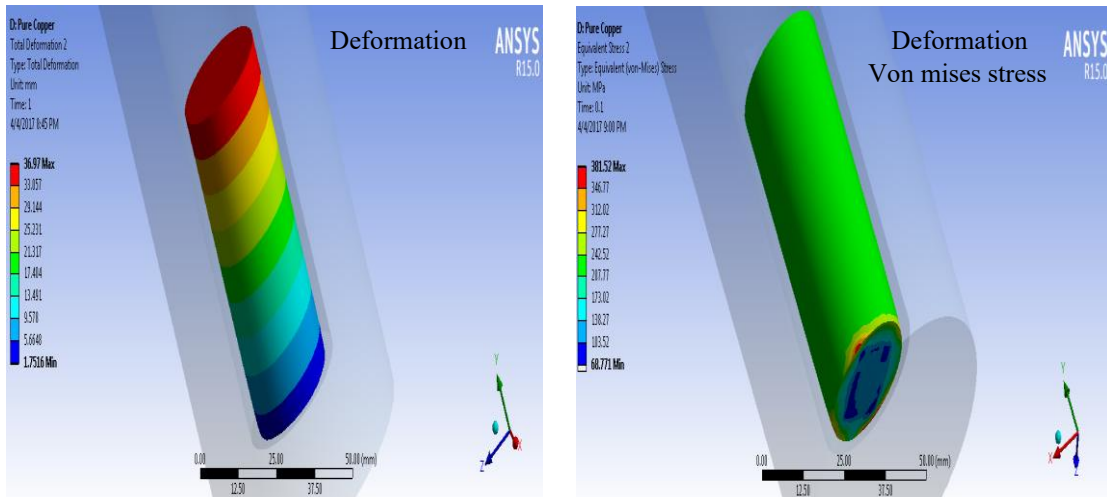 D: Pure Copper
Total Deformation 2
Type: Total Deformation
Unit: mm
Time: 1
4/4/2017 8:45 PM
Deformation
ANSYS
R15.0
36.97 Max
33.057
29.144
25.231
21.317
17.404
13.491
9.578
5.6648
1.7516 Min
Y
X
Z
0.00 25.00 50.00 (mm)
12.50 37.50
D: Pure Copper
Equivalent Stress 2
Type: Equivalent (von-Mises) Stress
Unit: MPa
Time: 0.1
4/4/2017 9:00 PM
Deformation
Von mises stress
ANSYS
R15.0
381.52 Max
346.77
312.02
277.27
242.52
207.77
173.02
138.27
103.52
68.771 Min
Y
X
Z
0.00 25.00 50.00 (mm)
12.50 37.50